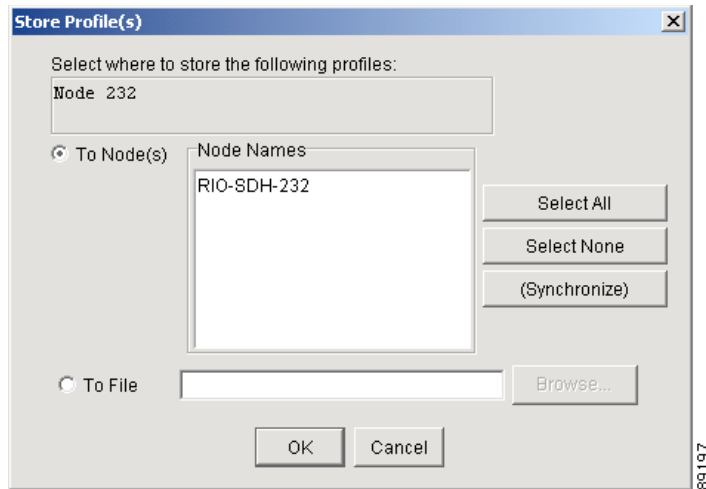 Store Profile(s)
Select where to store the following profiles:
Node 232
To Node(s)
Node Names
RIO-SDH-232
Select All
Select None
(Synchronize)
To File
Browse...
OK
Cancel
89197